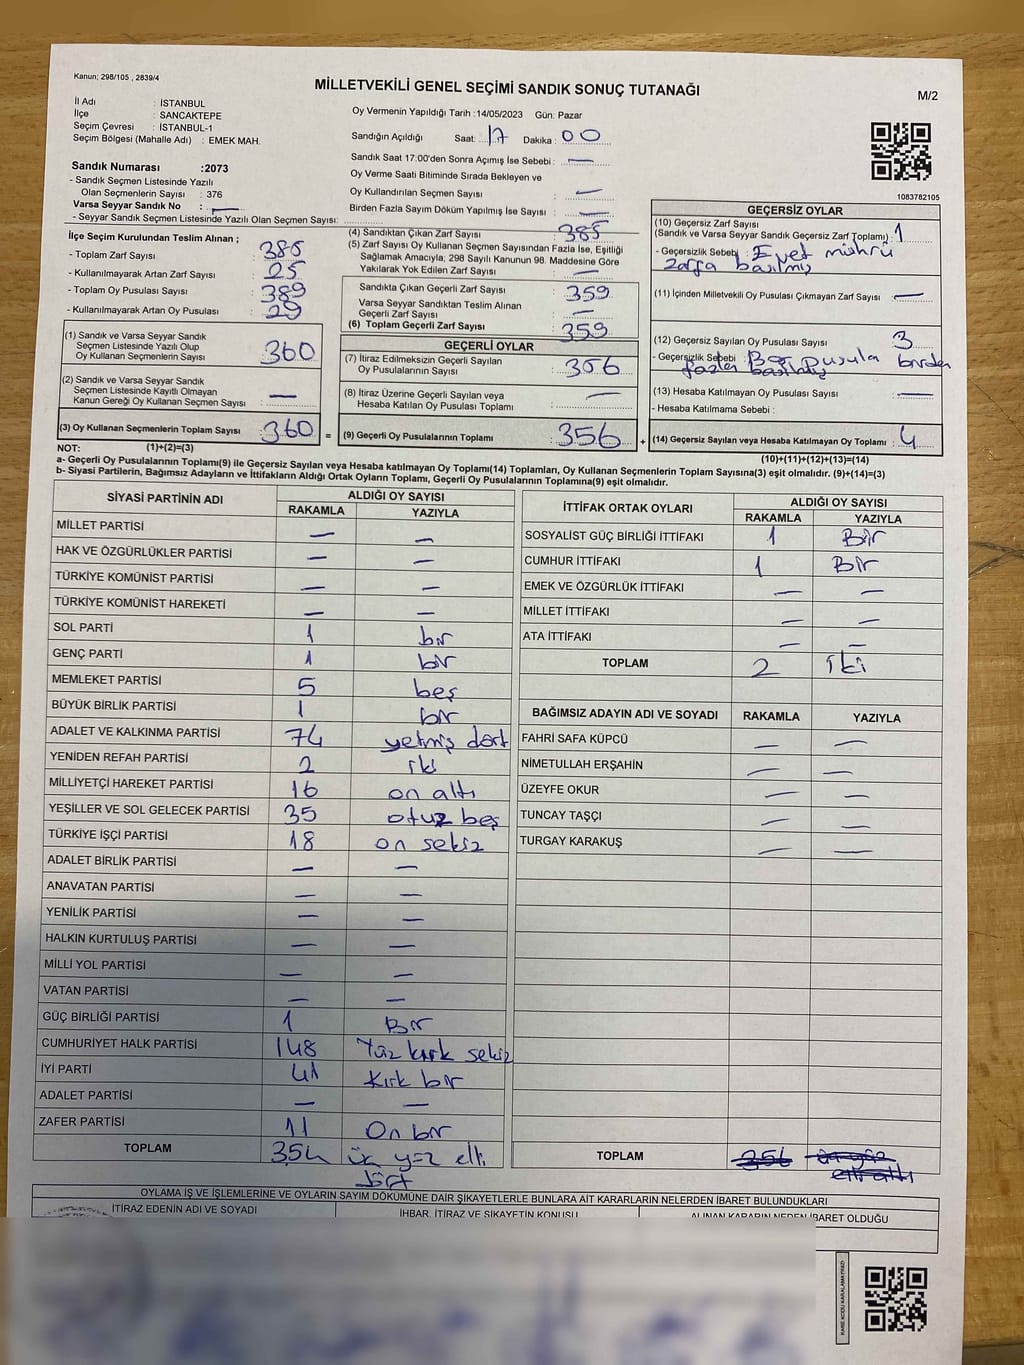 Kanun; 298/105 , 2839/4
MİLLETVEKİLİ GENEL SEÇİMİ SANDIK SONUÇ TUTANAĞI
M/2
İl Adı : İSTANBUL
İlçe : SANCAKTEPE
Seçim Çevresi : İSTANBUL-1
Seçim Bölgesi (Mahalle Adı) : EMEK MAH.
Sandık Numarası :2073
- Sandık Seçmen Listesinde Yazılı
Olan Seçmenlerin Sayısı : 376
Varsa Seyyar Sandık No : —
- Seyyar Sandık Seçmen Listesinde Yazılı Olan Seçmen Sayısı:
Oy Vermenin Yapıldığı Tarih :14/05/2023 Gün: Pazar
Sandığın Açıldığı Saat: 17 Dakika : 00
Sandık Saat 17:00'den Sonra Açımış İse Sebebi : —
Oy Verme Saati Bitiminde Sırada Bekleyen ve
Oy Kullandırılan Seçmen Sayısı —
Birden Fazla Sayım Döküm Yapılmış İse Sayısı : —
1083782105
İlçe Seçim Kurulundan Teslim Alınan ;
- Toplam Zarf Sayısı : 385
- Kullanılmayarak Artan Zarf Sayısı : 25
- Toplam Oy Pusulası Sayısı : 389
- Kullanılmayarak Artan Oy Pusulası : 29
(1) Sandık ve Varsa Seyyar Sandık
Seçmen Listesinde Yazılı Olup
Oy Kullanan Seçmenlerin Sayısı : 360
(2) Sandık ve Varsa Seyyar Sandık
Seçmen Listesinde Kayıtlı Olmayan
Kanun Gereği Oy Kullanan Seçmen Sayısı : —
(3) Oy Kullanan Seçmenlerin Toplam Sayısı : 360
(4) Sandıktan Çıkan Zarf Sayısı : 385
(5) Zarf Sayısı Oy Kullanan Seçmen Sayısından Fazla İse, Eşitliği
Sağlamak Amacıyla; 298 Sayılı Kanunun 98. Maddesine Göre
Yakılarak Yok Edilen Zarf Sayısı : —
Sandıkta Çıkan Geçerli Zarf Sayısı : 359
Varsa Seyyar Sandıktan Teslim Alınan
Geçerli Zarf Sayısı : —
(6) Toplam Geçerli Zarf Sayısı : 359
GEÇERLİ OYLAR
(7) İtiraz Edilmeksizin Geçerli Sayılan
Oy Pusulalarının Sayısı : 356
(8) İtiraz Üzerine Geçerli Sayılan veya
Hesaba Katılan Oy Pusulası Toplamı : —
= (9) Geçerli Oy Pusulalarının Toplamı : 356
GEÇERSİZ OYLAR
(10) Geçersiz Zarf Sayısı
(Sandık ve Varsa Seyyar Sandık Geçersiz Zarf Toplamı) : 1
- Geçersizlik Sebebi : Evet mührü
zarfa basılmış
(11) İçinden Milletvekili Oy Pusulası Çıkmayan Zarf Sayısı : —
(12) Geçersiz Sayılan Oy Pusulası Sayısı : 3
- Geçersizlik Sebebi : pusula birden
fazla basılmış
(13) Hesaba Katılmayan Oy Pusulası Sayısı : —
- Hesaba Katılmama Sebebi :
+ (14) Geçersiz Sayılan veya Hesaba Katılmayan Oy Toplamı : 4
NOT: (1)+(2)=(3)
(10)+(11)+(12)+(13)=(14)
a- Geçerli Oy Pusulalarının Toplamı(9) ile Geçersiz Sayılan veya Hesaba katılmayan Oy Toplamı(14) Toplamları, Oy Kullanan Seçmenlerin Toplam Sayısına(3) eşit olmalıdır. (9)+(14)=(3)
b- Siyasi Partilerin, Bağımsız Adayların ve İttifakların Aldığı Ortak Oyların Toplamı, Geçerli Oy Pusulalarının Toplamına(9) eşit olmalıdır.
SİYASİ PARTİNİN ADI ALDIĞI OY SAYISI
RAKAMLA YAZIYLA
MİLLET PARTİSİ — —
HAK VE ÖZGÜRLÜKLER PARTİSİ — —
TÜRKİYE KOMÜNİST PARTİSİ — —
TÜRKİYE KOMÜNİST HAREKETİ — —
SOL PARTİ 1 bir
GENÇ PARTİ 1 bir
MEMLEKET PARTİSİ 5 beş
BÜYÜK BİRLİK PARTİSİ 1 bir
ADALET VE KALKINMA PARTİSİ 74 yetmiş dört
YENİDEN REFAH PARTİSİ 2 iki
MİLLİYETÇİ HAREKET PARTİSİ 16 on altı
YEŞİLLER VE SOL GELECEK PARTİSİ 35 otuz beş
TÜRKİYE İŞÇİ PARTİSİ 18 on sekiz
ADALET BİRLİK PARTİSİ — —
ANAVATAN PARTİSİ — —
YENİLİK PARTİSİ — —
HALKIN KURTULUŞ PARTİSİ — —
MİLLİ YOL PARTİSİ — —
VATAN PARTİSİ — —
GÜÇ BİRLİĞİ PARTİSİ 1 Bir
CUMHURİYET HALK PARTİSİ 148 Yüz kırk sekiz
İYİ PARTİ 41 Kırk bir
ADALET PARTİSİ — —
ZAFER PARTİSİ 11 On bir
TOPLAM 354 üç yüz elli
dört
İTTİFAK ORTAK OYLARI ALDIĞI OY SAYISI
RAKAMLA YAZIYLA
SOSYALİST GÜÇ BİRLİĞİ İTTİFAKI 1 Bir
CUMHUR İTTİFAKI 1 Bir
EMEK VE ÖZGÜRLÜK İTTİFAKI — —
MİLLET İTTİFAKI — —
ATA İTTİFAKI — —
TOPLAM 2 iki
BAĞIMSIZ ADAYIN ADI VE SOYADI RAKAMLA YAZIYLA
FAHRİ SAFA KÜPCÜ — —
NİMETULLAH ERŞAHİN — —
ÜZEYFE OKUR — —
TUNCAY TAŞÇI — —
TURGAY KARAKUŞ — —
TOPLAM 356 üç yüz
elli altı
OYLAMA İŞ VE İŞLEMLERİNE VE OYLARIN SAYIM DÖKÜMÜNE DAİR ŞİKAYETLERLE BUNLARA AİT KARARLARIN NELERDEN İBARET BULUNDUKLARI
İTİRAZ EDENİN ADI VE SOYADI İHBAR, İTİRAZ VE ŞİKAYETİN KONUSU ALINAN KARARIN NEDEN İBARET OLDUĞU
KARE KODU KARALAMAYINIZ!